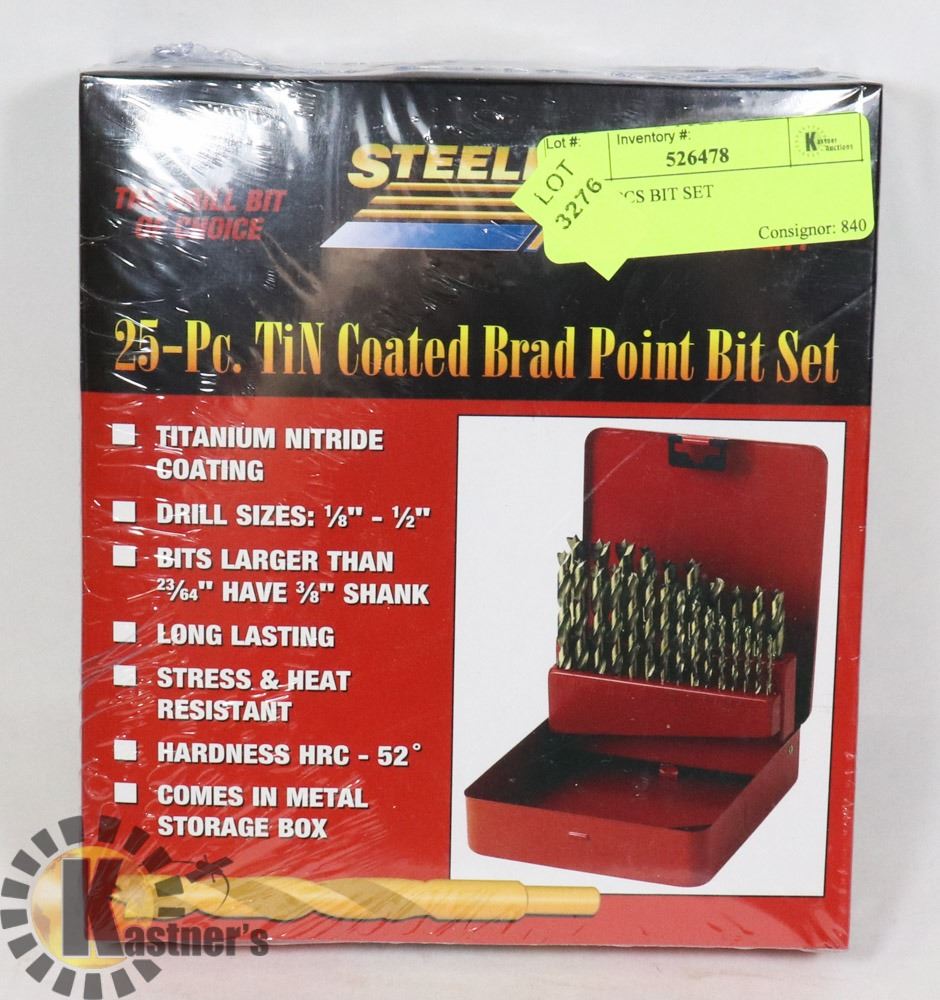 Lot #:
Inventory #:
526478
Kastner
Auctions
LOT
3276
CS BIT SET
Consignor: 840
STEEL
THE DRILL BIT
OF CHOICE
25-Pc. TiN Coated Brad Point Bit Set
TITANIUM NITRIDE
COATING
DRILL SIZES: 1/8" - 1/2"
BITS LARGER THAN
23/64" HAVE 3/8" SHANK
LONG LASTING
STRESS & HEAT
RESISTANT
HARDNESS HRC - 52°
COMES IN METAL
STORAGE BOX
Kastner's